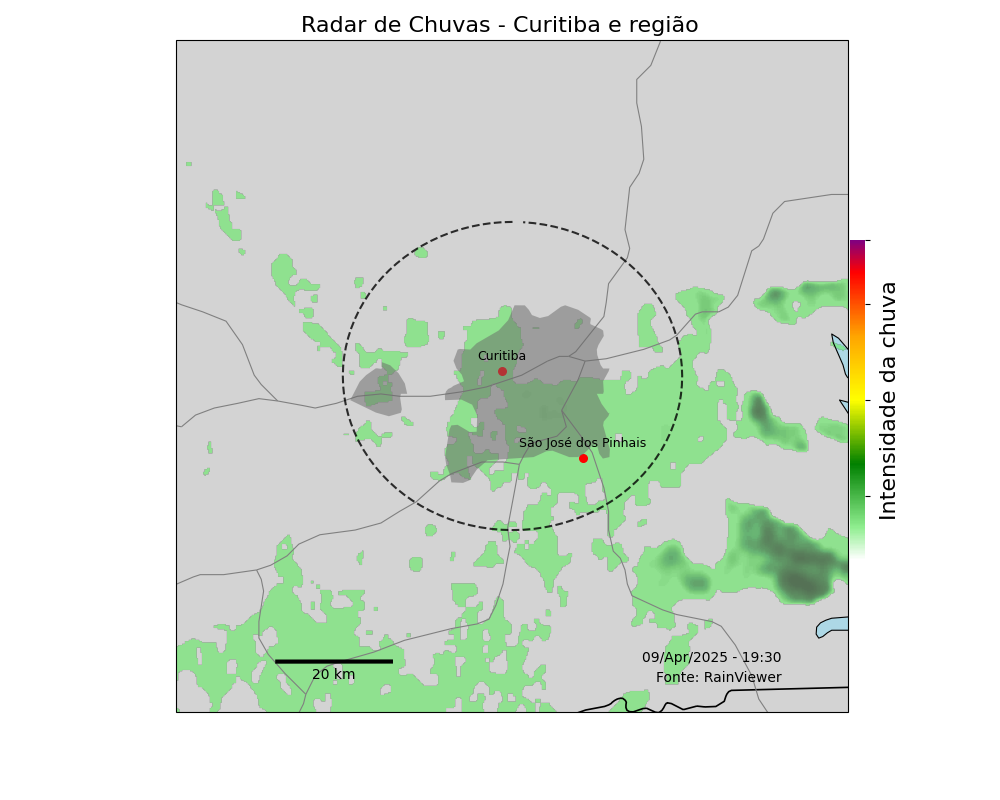 Radar de Chuvas - Curitiba e região
Curitiba
São José dos Pinhais
Intensidade da chuva
20 km
09/Apr/2025 - 19:30
Fonte: RainViewer